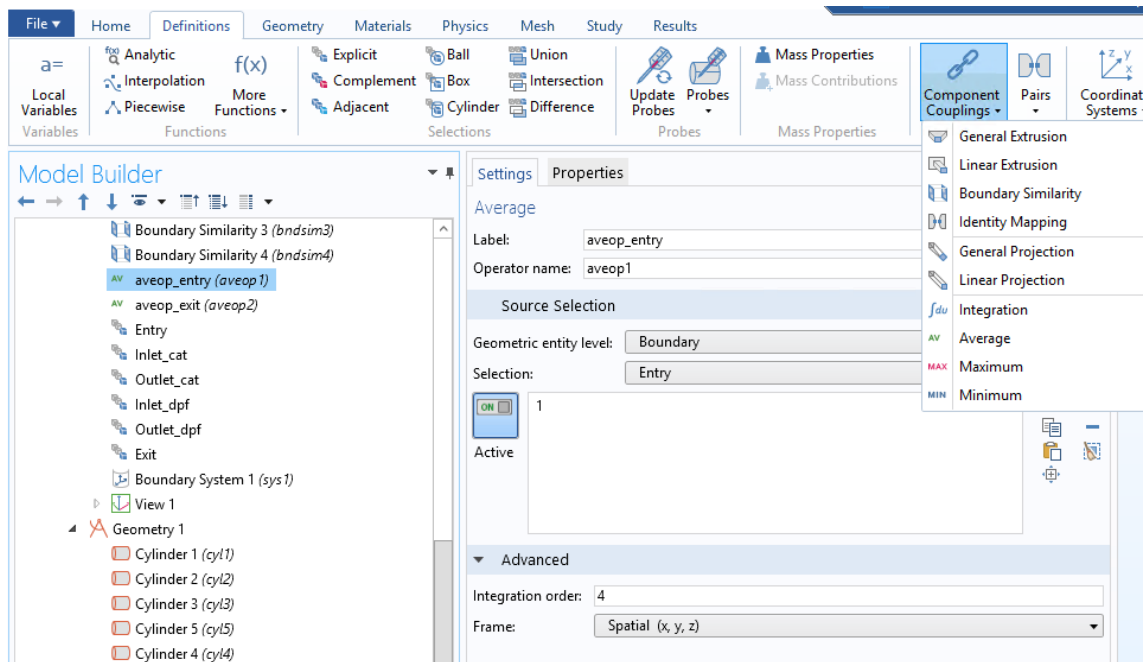 File Home Definitions Geometry Materials Physics Mesh Study Results
a=
Local
Variables
Variables
Analytic
Interpolation
Piecewise
f(x)
More
Functions
Functions
Explicit
Complement
Adjacent
Ball
Box
Cylinder
Union
Intersection
Difference
Selections
Update
Probes
Probes
Probes
Mass Properties
Mass Contributions
Mass Properties
Component
Couplings
Pairs
Coordinat
Systems
General Extrusion
Linear Extrusion
Boundary Similarity
Identity Mapping
General Projection
Linear Projection
∫du Integration
AV Average
MAX Maximum
MIN Minimum
Model Builder
Boundary Similarity 3 (bndsim3)
Boundary Similarity 4 (bndsim4)
AV aveop_entry (aveop1)
AV aveop_exit (aveop2)
Entry
Inlet_cat
Outlet_cat
Inlet_dpf
Outlet_dpf
Exit
Boundary System 1 (sys1)
View 1
Geometry 1
Cylinder 1 (cyl1)
Cylinder 2 (cyl2)
Cylinder 3 (cyl3)
Cylinder 5 (cyl5)
Cylinder 4 (cyl4)
Settings Properties
Average
Label: aveop_entry
Operator name: aveop1
Source Selection
Geometric entity level: Boundary
Selection: Entry
ON
Active
1
Advanced
Integration order: 4
Frame: Spatial (x, y, z)